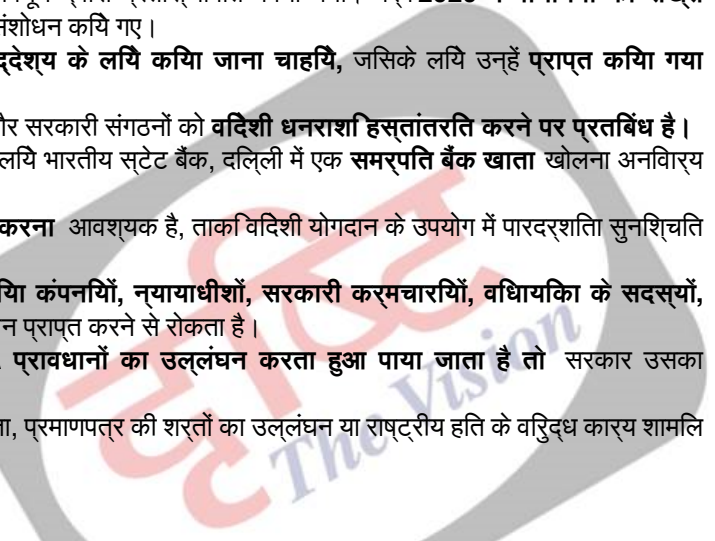 संशोधन किये गए।
द्देश्य के लिये किया जाना चाहिये, जिसके लिये उन्हें प्राप्त किया गया
और सरकारी संगठनों को विदेशी धनराशि हस्तांतरित करने पर प्रतिबंध है।
लिये भारतीय स्टेट बैंक, दिल्ली में एक समर्पित बैंक खाता खोलना अनिवार्य
करना आवश्यक है, ताकि विदेशी योगदान के उपयोग में पारदर्शिता सुनिश्चित
या कंपनियों, न्यायाधीशों, सरकारी कर्मचारियों, विधायिका के सदस्यों,
न प्राप्त करने से रोकता है।
प्रावधानों का उल्लंघन करता हुआ पाया जाता है तो सरकार उसका
ा, प्रमाणपत्र की शर्तों का उल्लंघन या राष्ट्रीय हित के विरुद्ध कार्य शामिल
दृष्टि
The Vision